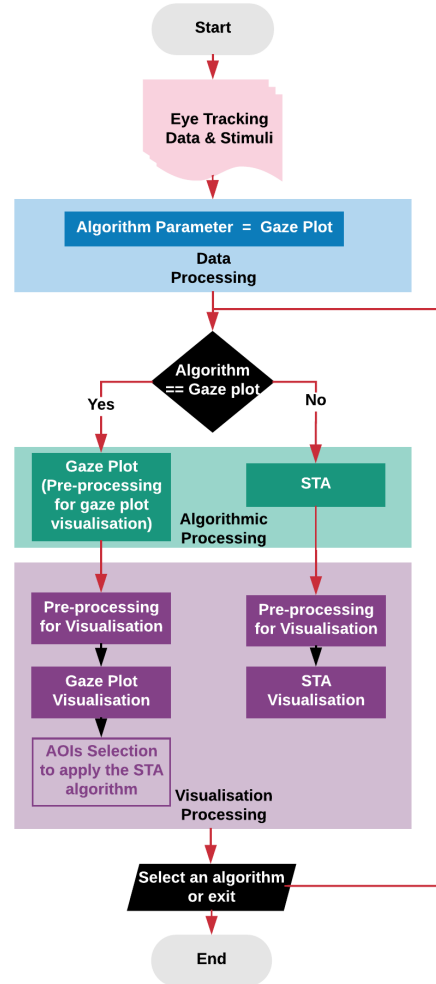 Start
Eye Tracking
Data & Stimuli
Algorithm Parameter = Gaze Plot
Data
Processing
Algorithm
== Gaze plot
Yes
No
Gaze Plot
(Pre-processing
for gaze plot
visualisation)
STA
Algorithmic
Processing
Pre-processing
for Visualisation
Pre-processing
for Visualisation
Gaze Plot
Visualisation
STA
Visualisation
AOIs Selection
to apply the STA
algorithm
Visualisation
Processing
Select an algorithm
or exit
End